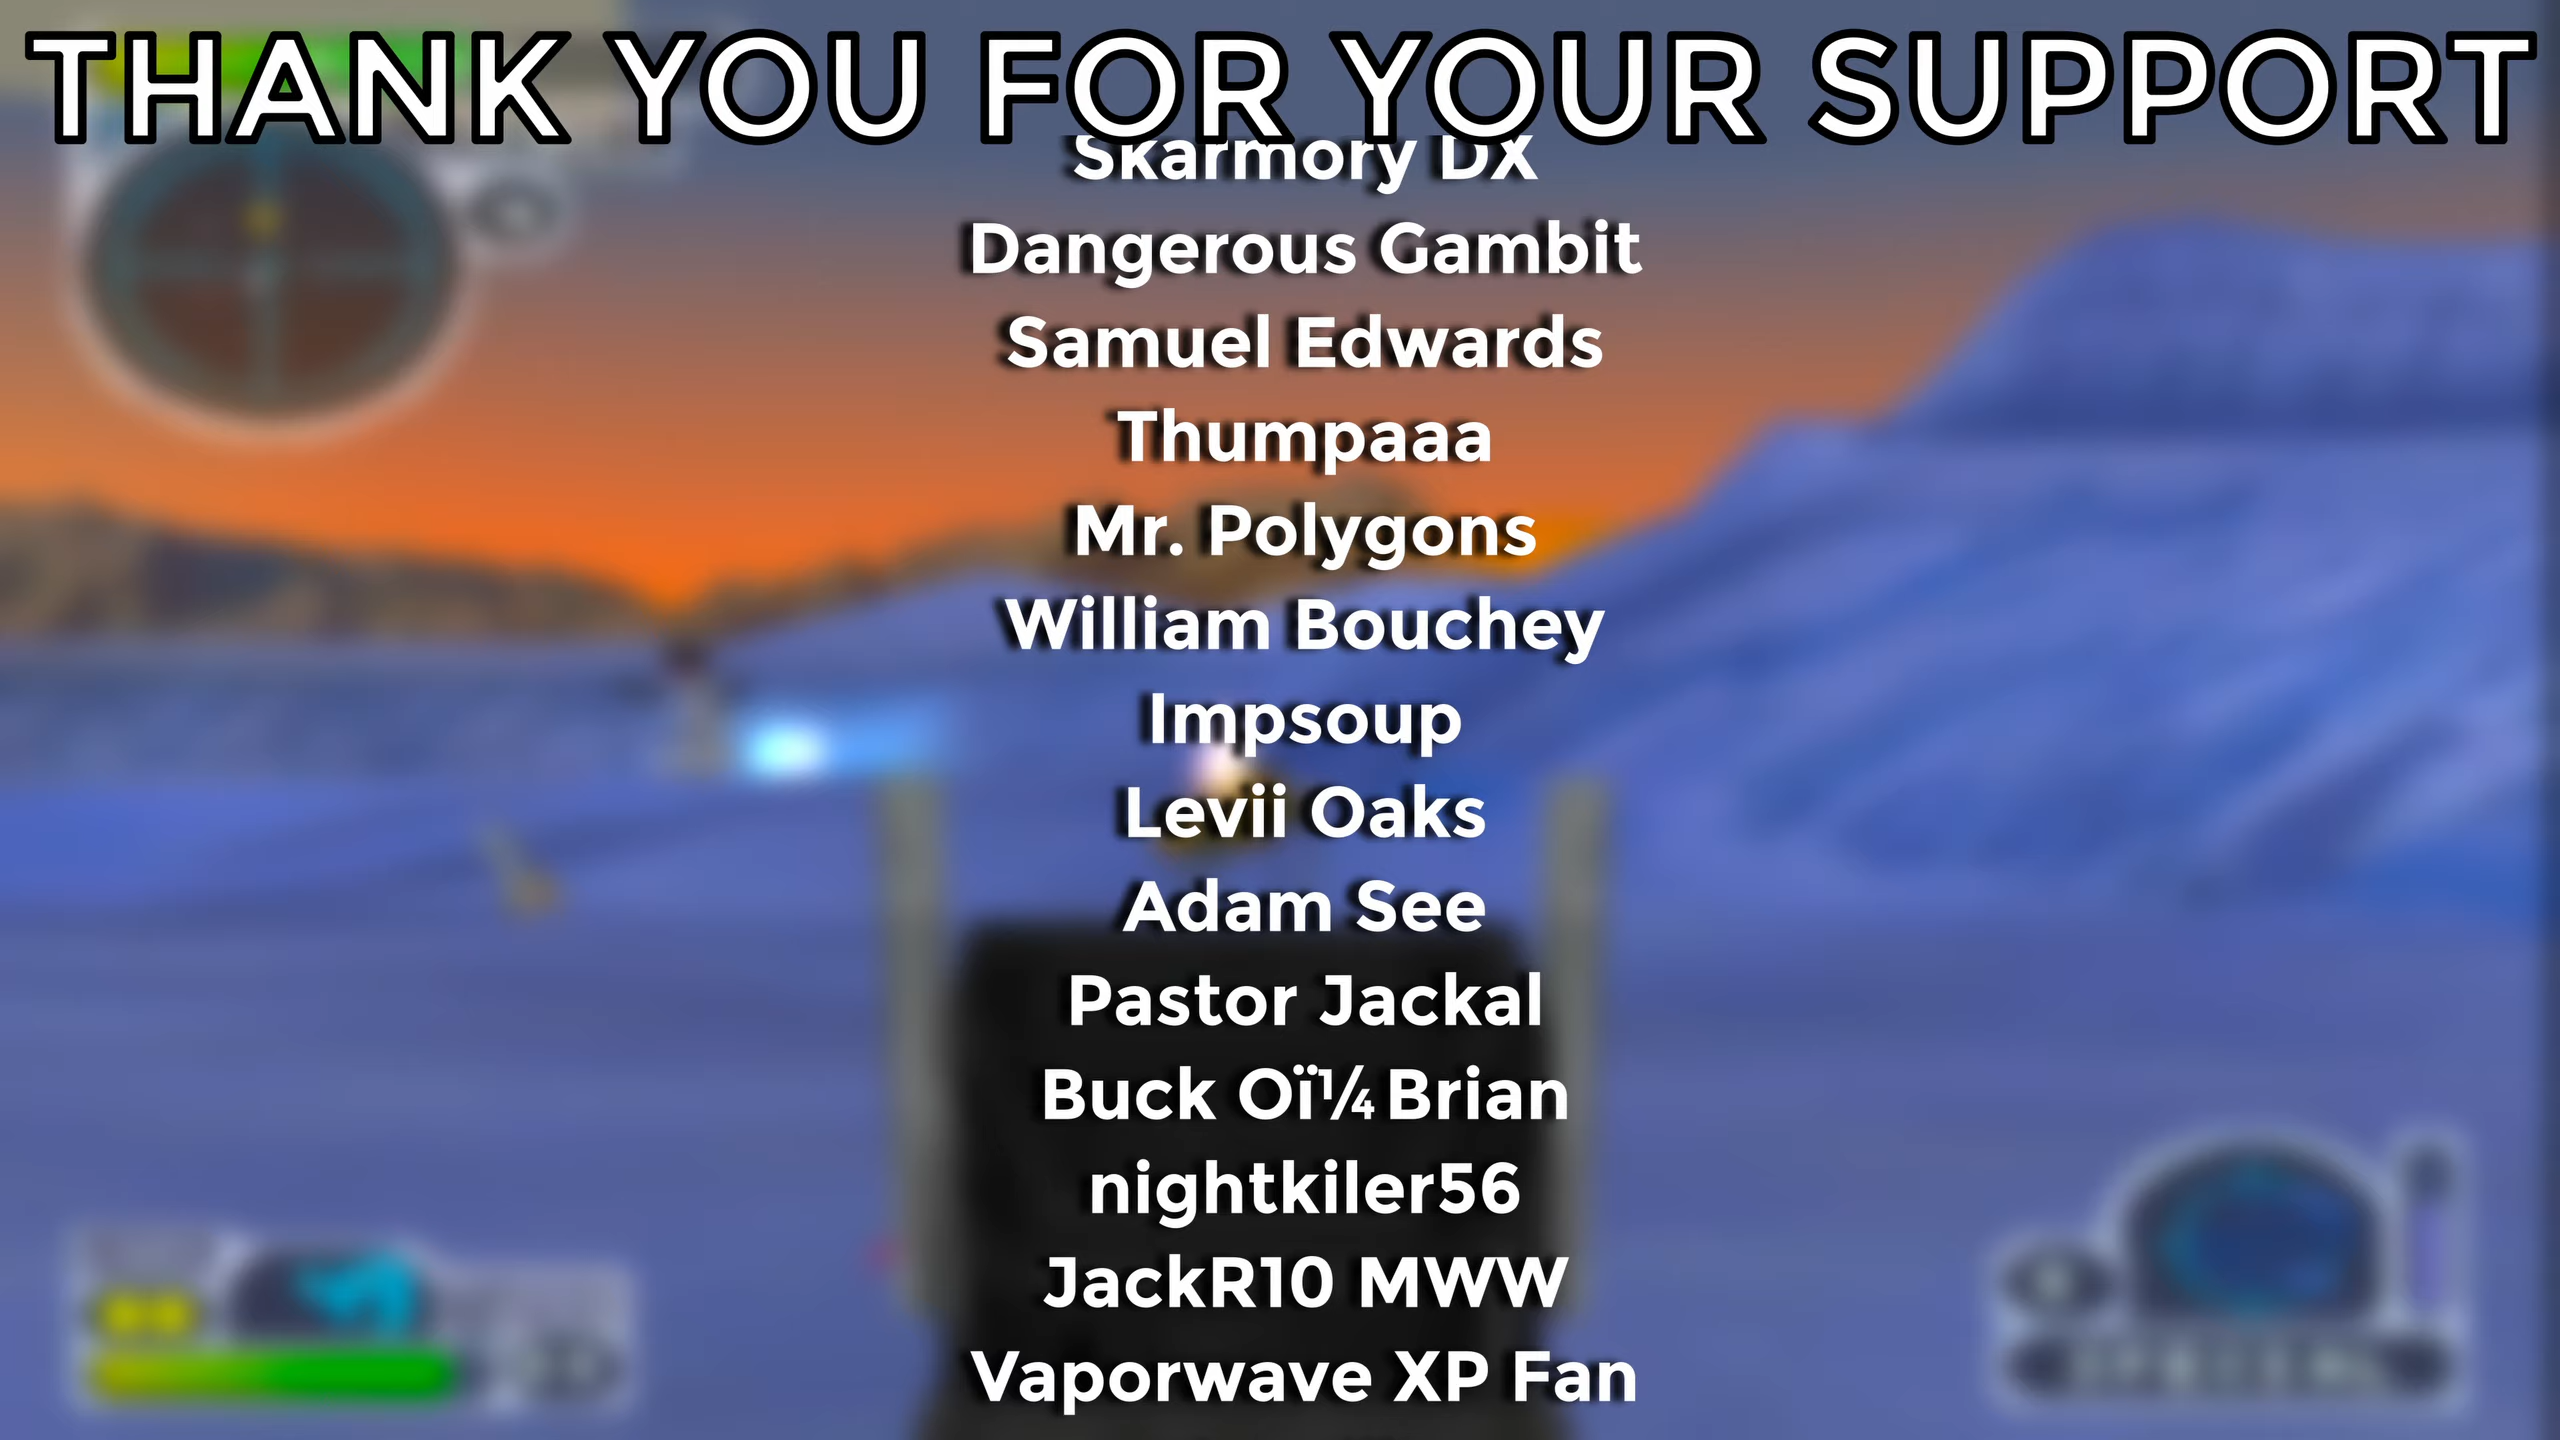 THANK YOU FOR YOUR SUPPORT
Skarmory DX
Dangerous Gambit
Samuel Edwards
Thumpaaa
Mr. Polygons
William Bouchey
Impsoup
Levii Oaks
Adam See
Pastor Jackal
Buck Oï¼Brian
nightkiler56
JackR10 MWW
Vaporwave XP Fan